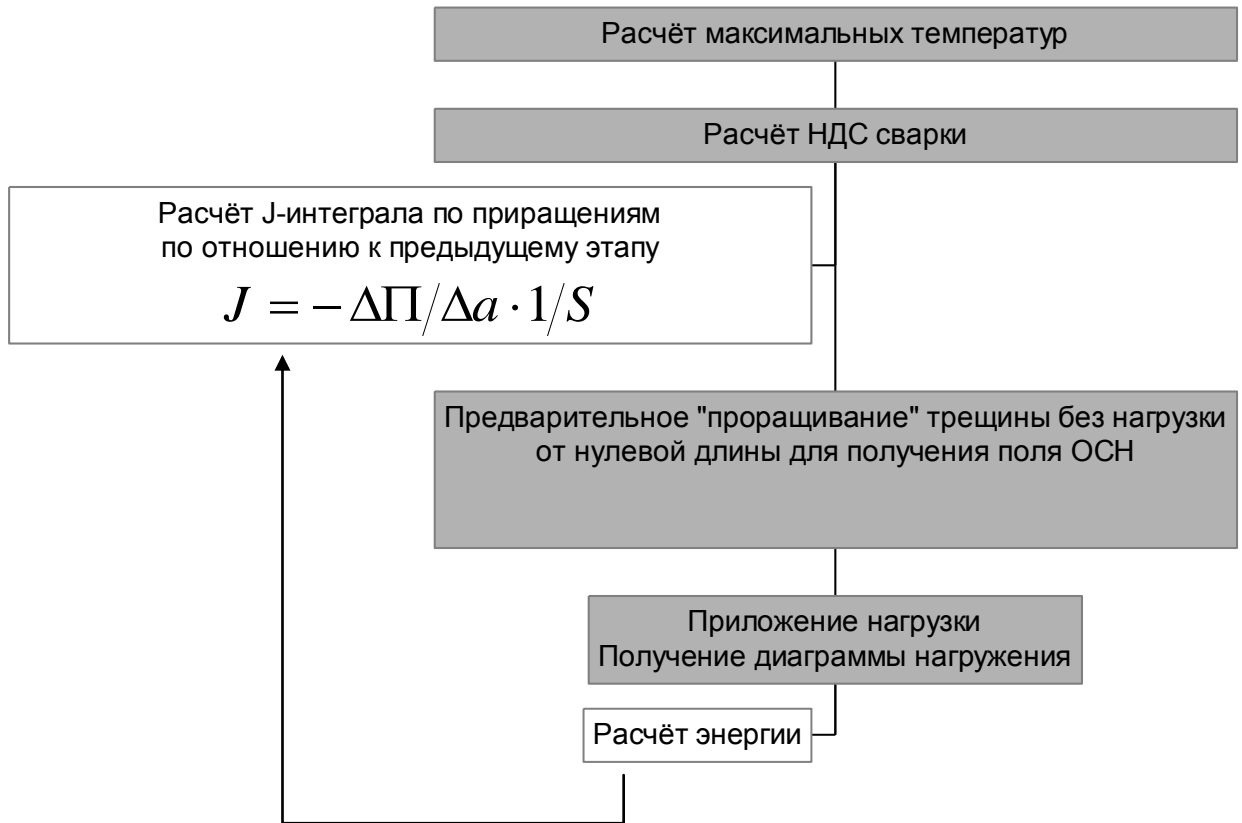 Расчёт максимальных температур
Расчёт НДС сварки
Расчёт J-интеграла по приращениям
по отношению к предыдущему этапу
J = − ΔΠ/Δa · 1/S
Предварительное "проращивание" трещины без нагрузки
от нулевой длины для получения поля ОСН
Приложение нагрузки
Получение диаграммы нагружения
Расчёт энергии